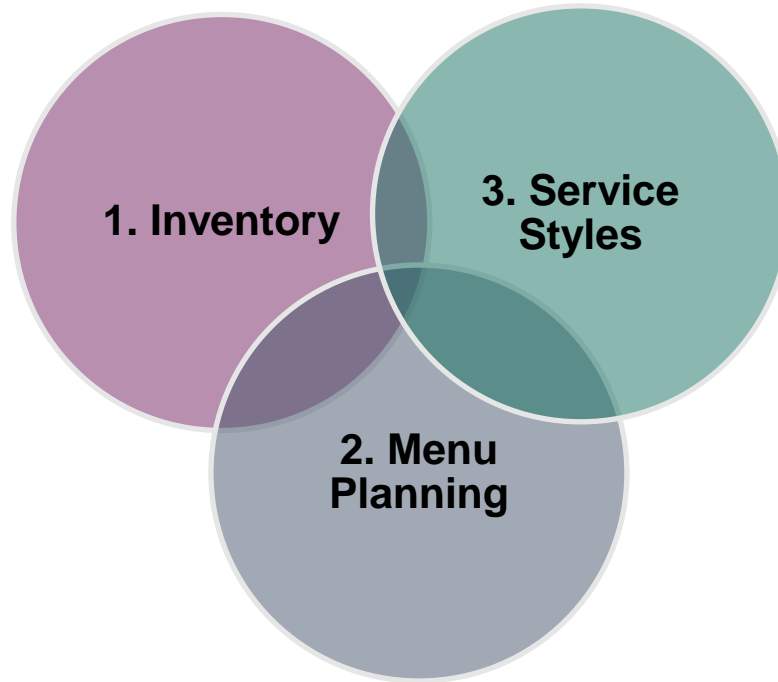 1. Inventory
3. Service
Styles
2. Menu
Planning